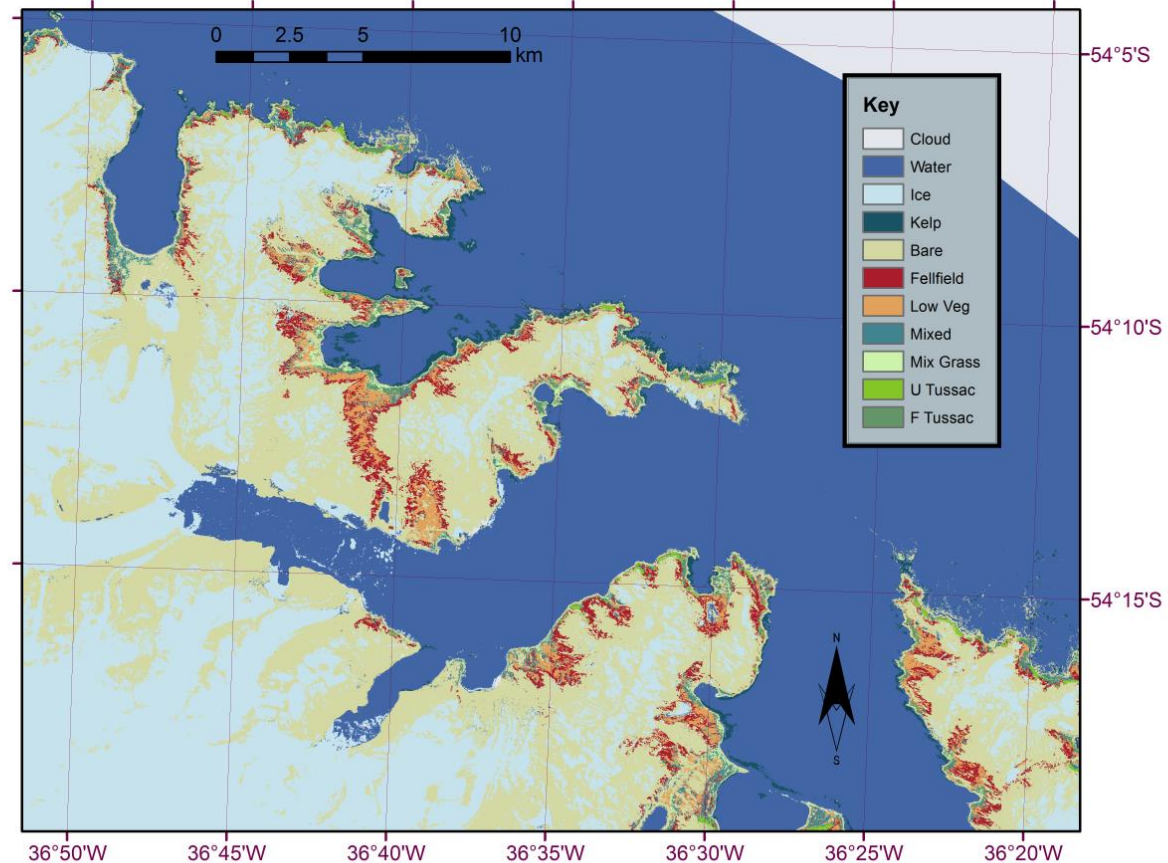 0 2.5 5 10
km
54°5'S
Key
Cloud
Water
Ice
Kelp
Bare
Fellfield
Low Veg
Mixed
Mix Grass
U Tussac
F Tussac
54°10'S
54°15'S
N
S
36°50'W 36°45'W 36°40'W 36°35'W 36°30'W 36°25'W 36°20'W